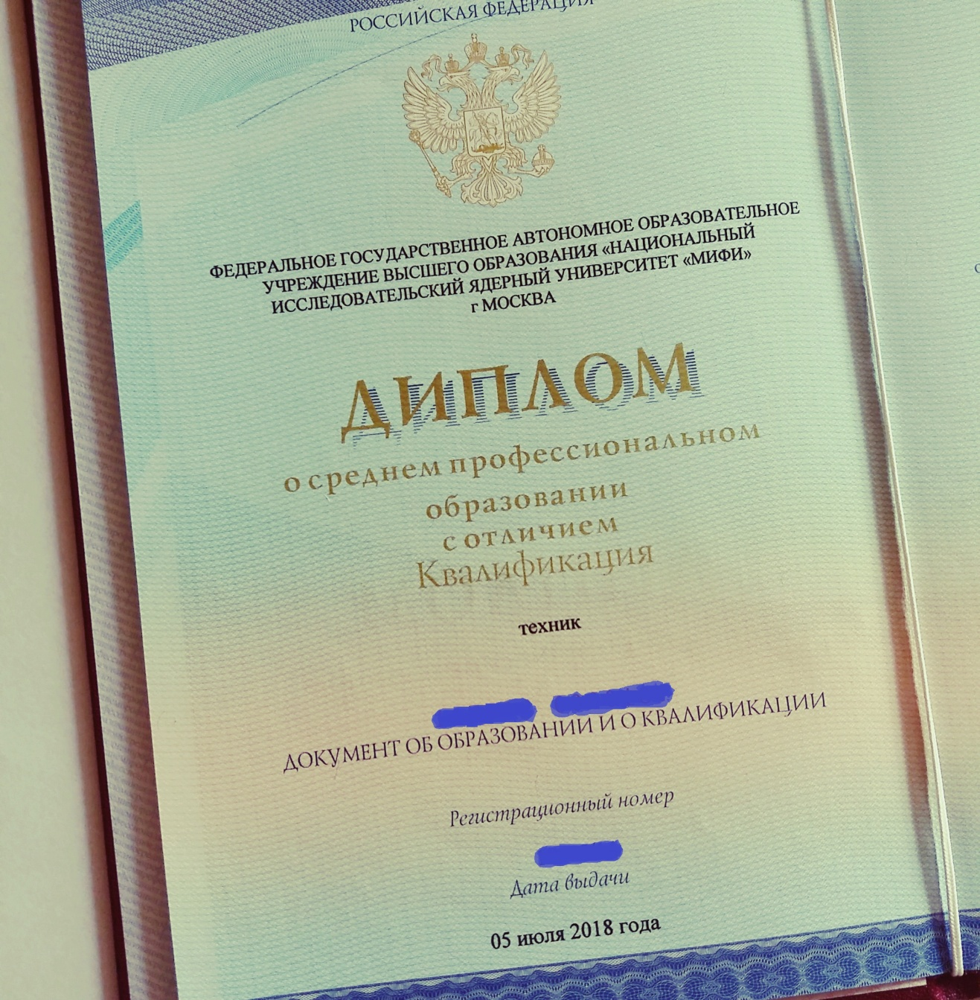 РОССИЙСКАЯ ФЕДЕРАЦИЯ
ФЕДЕРАЛЬНОЕ ГОСУДАРСТВЕННОЕ АВТОНОМНОЕ ОБРАЗОВАТЕЛЬНОЕ
УЧРЕЖДЕНИЕ ВЫСШЕГО ОБРАЗОВАНИЯ «НАЦИОНАЛЬНЫЙ
ИССЛЕДОВАТЕЛЬСКИЙ ЯДЕРНЫЙ УНИВЕРСИТЕТ «МИФИ»
г МОСКВА
ДИПЛОМ
о среднем профессиональном
образовании
с отличием
Квалификация
техник
ДОКУМЕНТ ОБ ОБРАЗОВАНИИ И О КВАЛИФИКАЦИИ
Регистрационный номер
Дата выдачи
05 июля 2018 года